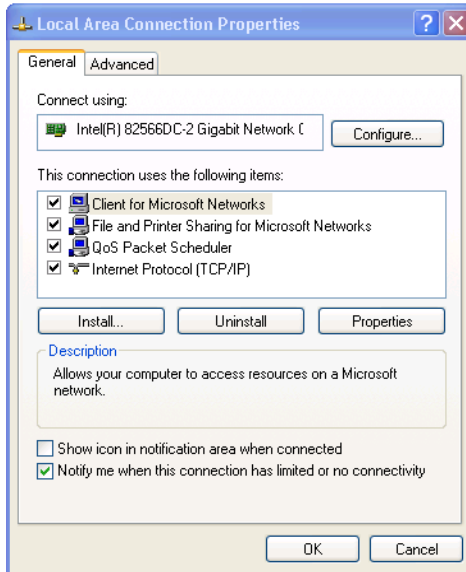 Local Area Connection Properties
General Advanced
Connect using:
Intel(R) 82566DC-2 Gigabit Network C
Configure...
This connection uses the following items:
Client for Microsoft Networks
File and Printer Sharing for Microsoft Networks
QoS Packet Scheduler
Internet Protocol (TCP/IP)
Install... Uninstall Properties
Description
Allows your computer to access resources on a Microsoft
network.
Show icon in notification area when connected
Notify me when this connection has limited or no connectivity
OK Cancel